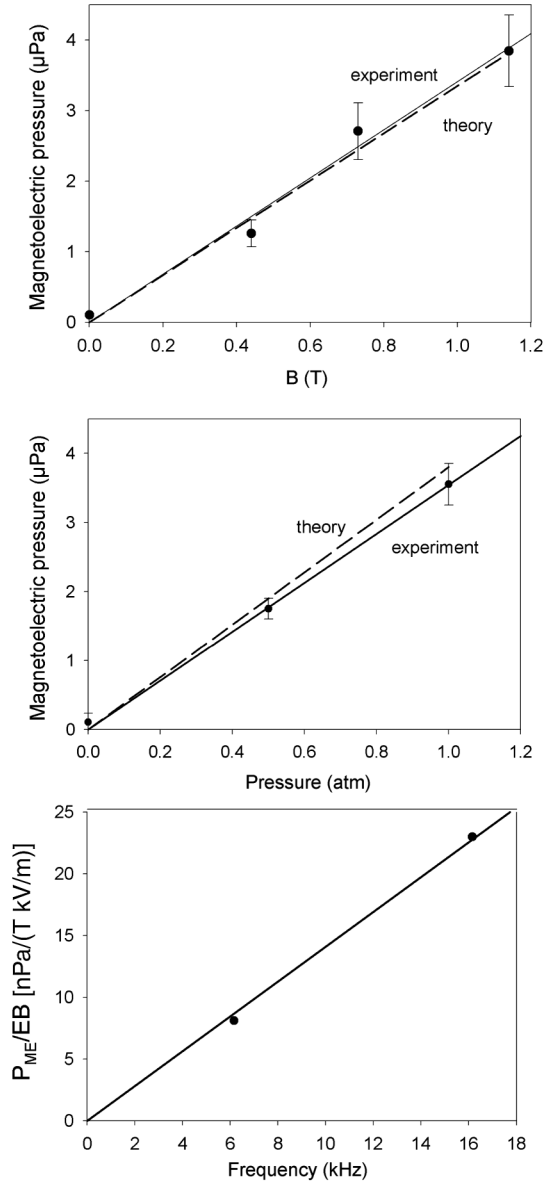 Magnetoelectric pressure (μPa)
4
3
2
1
0
experiment
theory
0.0 0.2 0.4 0.6 0.8 1.0 1.2
B (T)
Magnetoelectric pressure (μPa)
4
3
2
1
0
theory
experiment
0.0 0.2 0.4 0.6 0.8 1.0 1.2
Pressure (atm)
P_ME/EB [nPa/(T kV/m)]
25
20
15
10
5
0
0 2 4 6 8 10 12 14 16 18
Frequency (kHz)